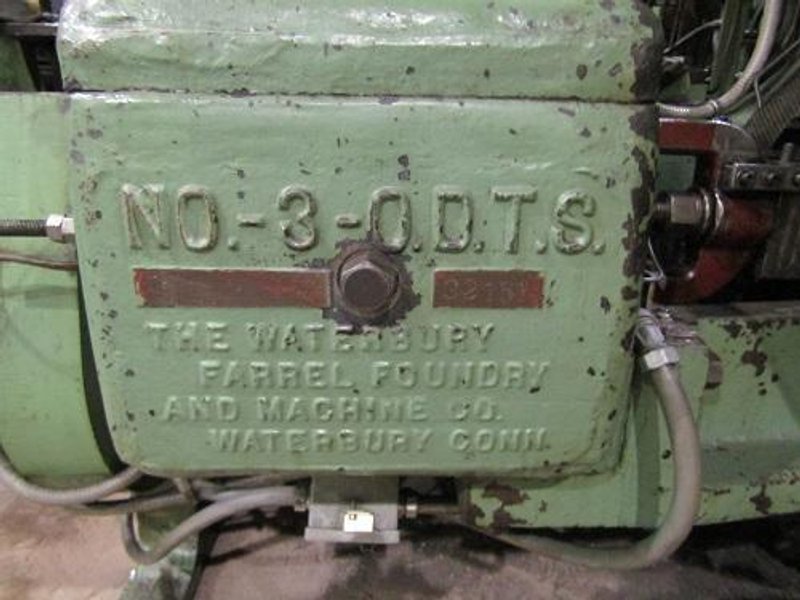 NO.-3-O.D.T.S.
THE WATERBURY
FARREL FOUNDRY
AND MACHINE CO.
WATERBURY CONN.